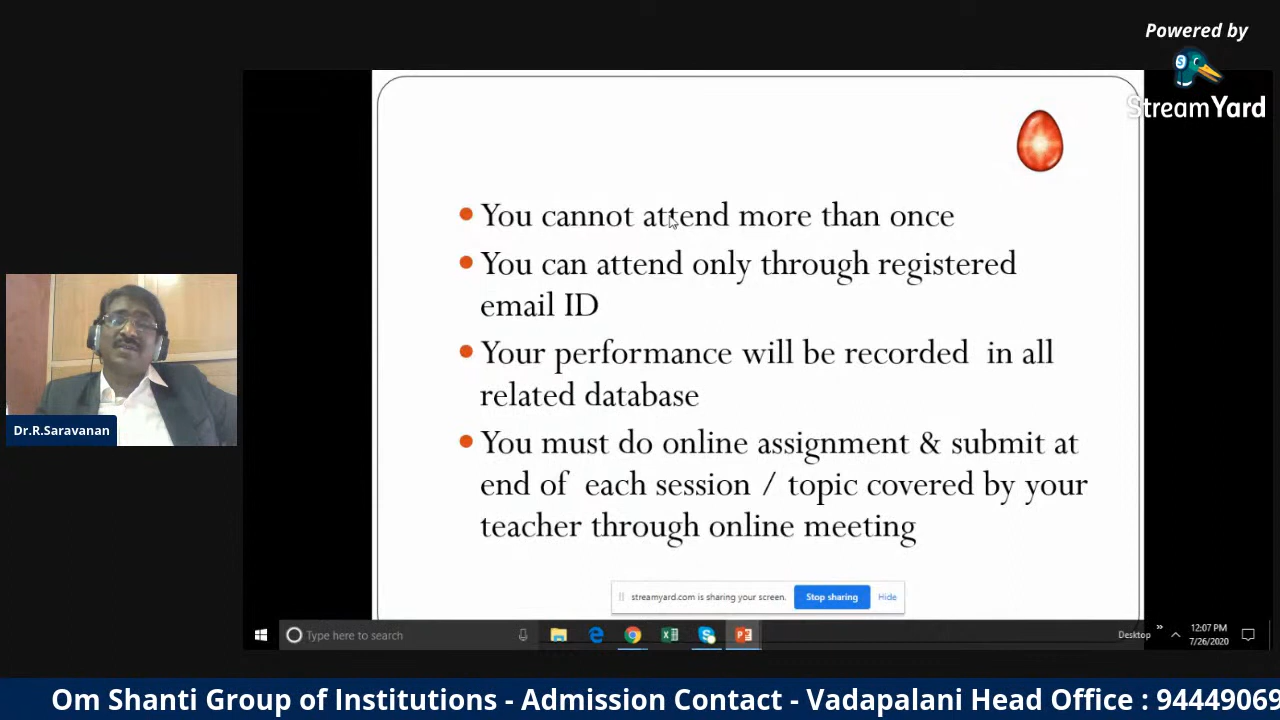 Powered by
StreamYard
You cannot attend more than once
You can attend only through registered
email ID
Your performance will be recorded in all
related database
You must do online assignment & submit at
end of each session / topic covered by your
teacher through online meeting
Dr.R.Saravanan
streamyard.com is sharing your screen.
Stop sharing
Hide
Type here to search
Desktop
12:07 PM
7/26/2020
Om Shanti Group of Institutions - Admission Contact - Vadapalani Head Office : 94449069